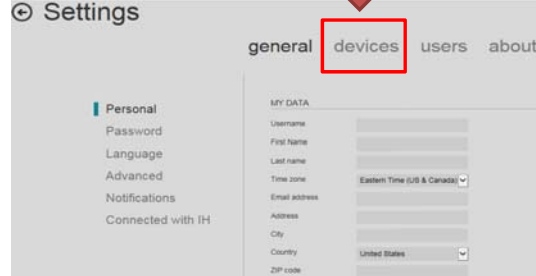 Settings
general devices users about
Personal
Password
Language
Advanced
Notifications
Connected with IH
MY DATA
Username
First Name
Last name
Time zone Eastern Time (US & Canada)
Email address
Address
City
Country United States
ZIP code